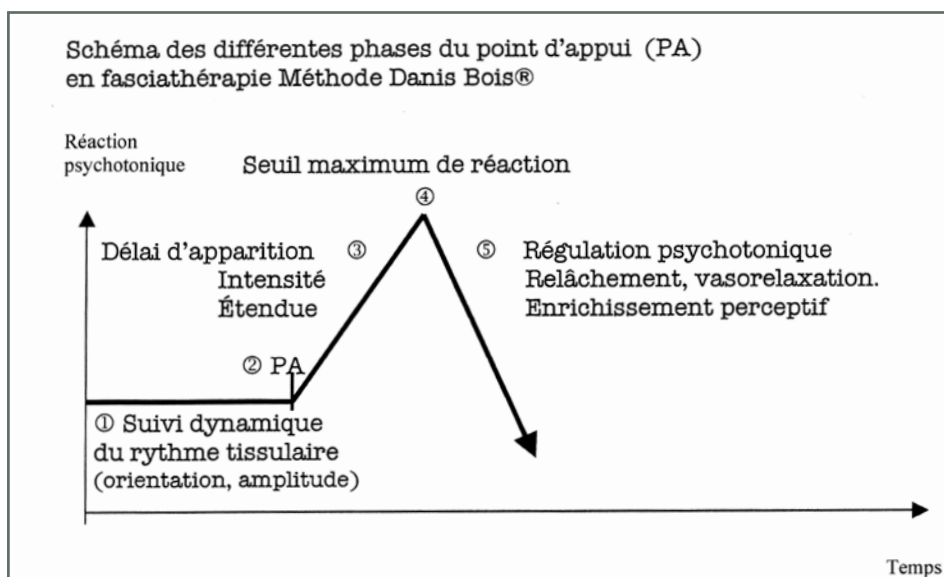 Schéma des différentes phases du point d'appui (PA)
en fasciathérapie Méthode Danis Bois®
Réaction
psychotonique
Seuil maximum de réaction
④
Délai d'apparition
Intensité
Étendue
③
⑤ Régulation psychotonique
Relâchement, vasorelaxation.
Enrichissement perceptif
② PA
① Suivi dynamique
du rythme tissulaire
(orientation, amplitude)
Temps